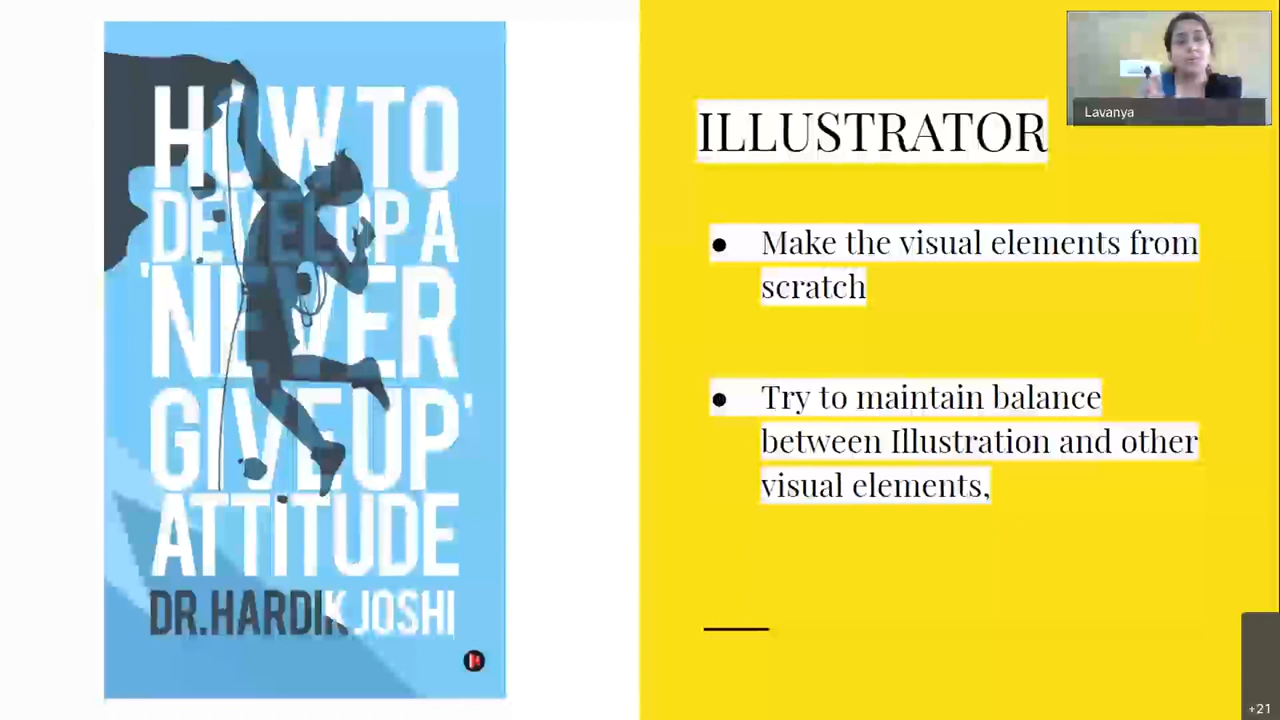 HOW TO
DEVELOP A
'NEVER
GIVE UP'
ATTITUDE
DR.HARDIK JOSHI
ILLUSTRATOR
● Make the visual elements from
scratch
● Try to maintain balance
between Illustration and other
visual elements,
Lavanya
+21